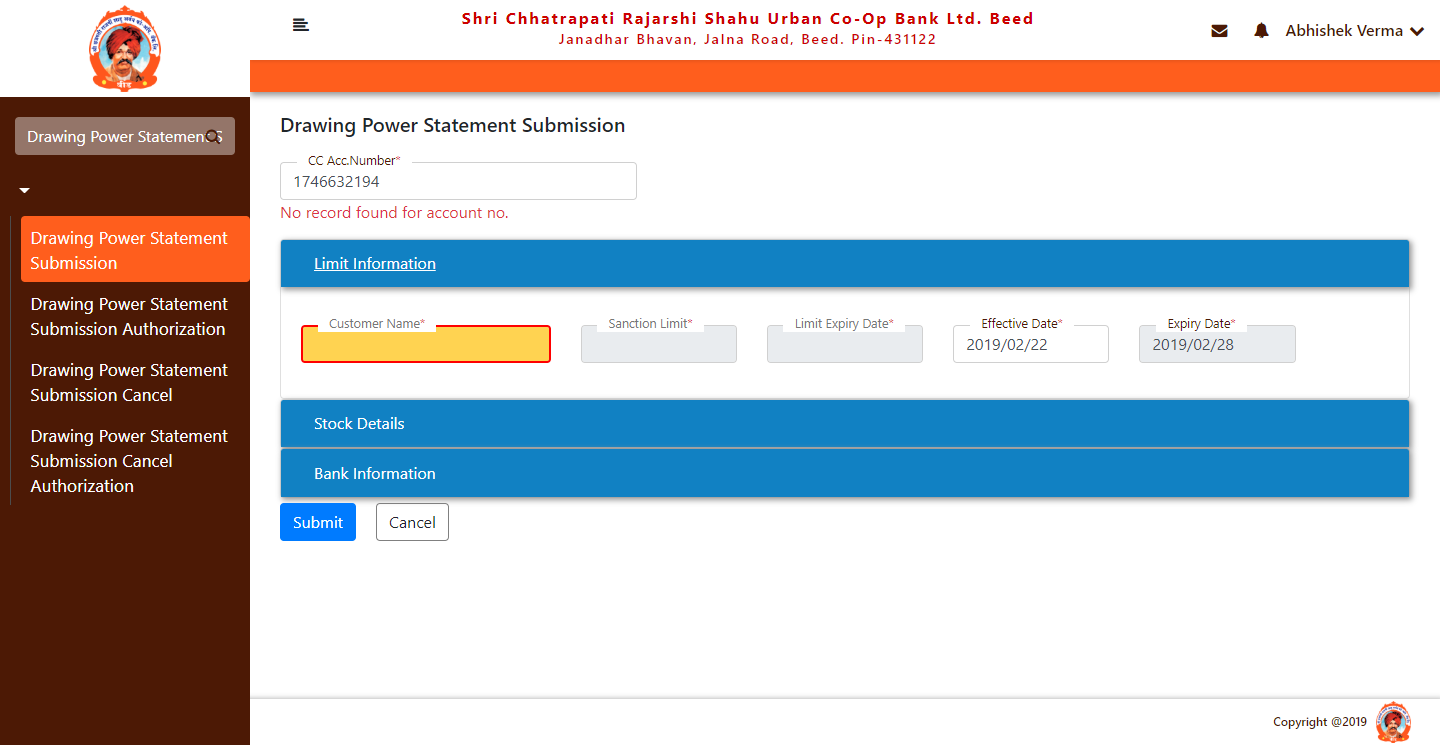 Shri Chhatrapati Rajarshi Shahu Urban Co-Op Bank Ltd. Beed
Janadhar Bhavan, Jalna Road, Beed. Pin-431122
Abhishek Verma
बीड
Drawing Power Statement
Drawing Power Statement
Submission
Drawing Power Statement
Submission Authorization
Drawing Power Statement
Submission Cancel
Drawing Power Statement
Submission Cancel
Authorization
Drawing Power Statement Submission
CC Acc.Number*
1746632194
No record found for account no.
Limit Information
Customer Name*
Sanction Limit*
Limit Expiry Date*
Effective Date*
2019/02/22
Expiry Date*
2019/02/28
Stock Details
Bank Information
Submit
Cancel
Copyright @2019